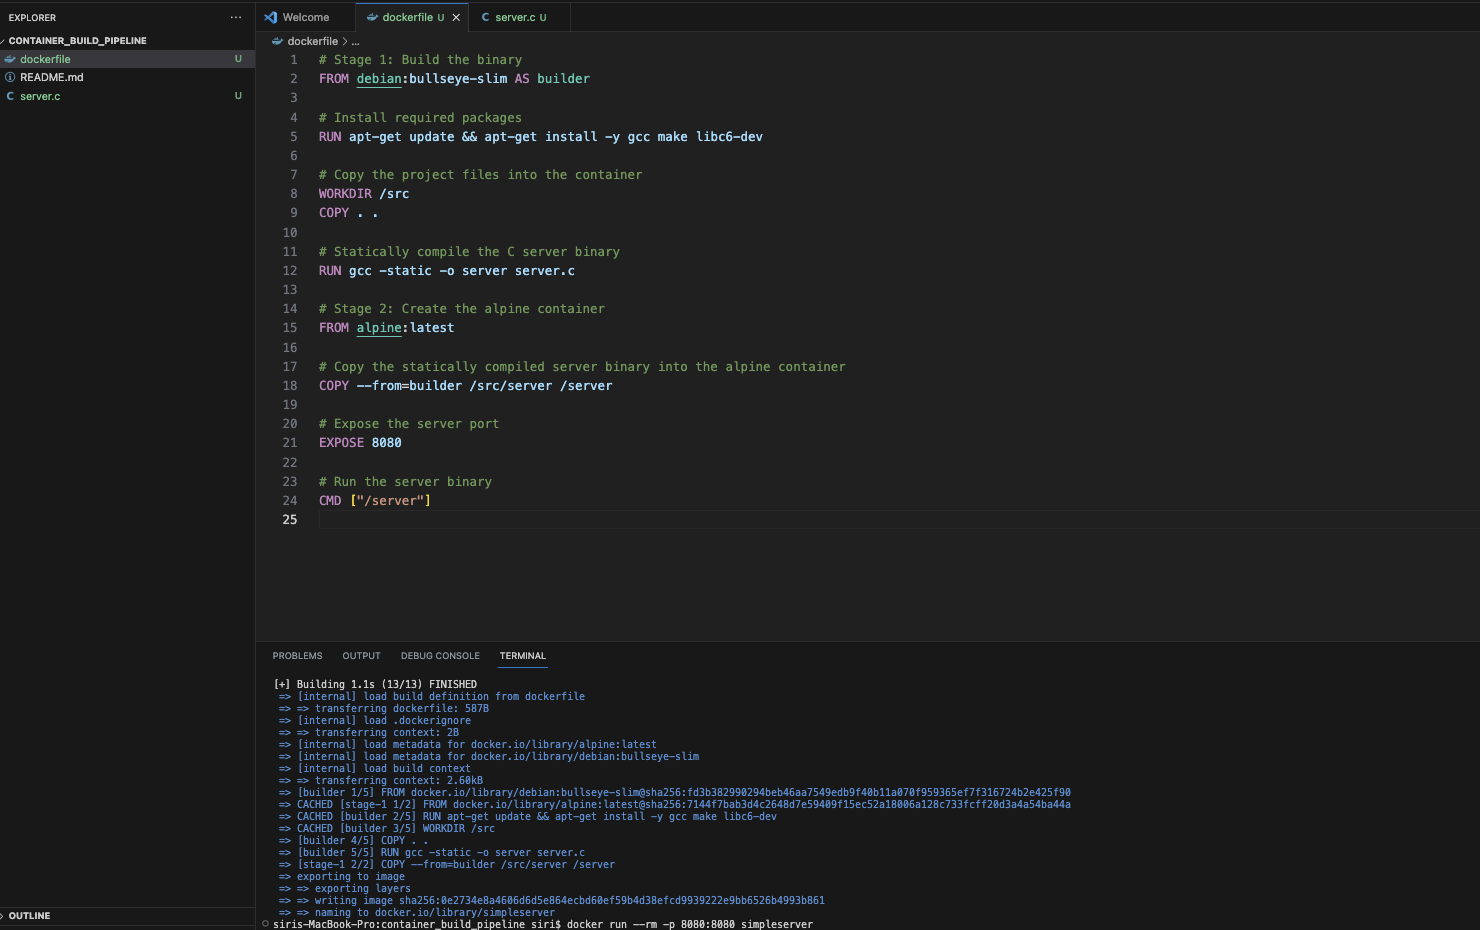 EXPLORER
CONTAINER_BUILD_PIPELINE
dockerfile U
README.md
server.c U
OUTLINE
Welcome
dockerfile U
server.c U
dockerfile > ...
1 # Stage 1: Build the binary
2 FROM debian:bullseye-slim AS builder
3
4 # Install required packages
5 RUN apt-get update && apt-get install -y gcc make libc6-dev
6
7 # Copy the project files into the container
8 WORKDIR /src
9 COPY . .
10
11 # Statically compile the C server binary
12 RUN gcc -static -o server server.c
13
14 # Stage 2: Create the alpine container
15 FROM alpine:latest
16
17 # Copy the statically compiled server binary into the alpine container
18 COPY --from=builder /src/server /server
19
20 # Expose the server port
21 EXPOSE 8080
22
23 # Run the server binary
24 CMD ["/server"]
25
PROBLEMS OUTPUT DEBUG CONSOLE TERMINAL
[+] Building 1.1s (13/13) FINISHED
=> [internal] load build definition from dockerfile
=> => transferring dockerfile: 587B
=> [internal] load .dockerignore
=> => transferring context: 2B
=> [internal] load metadata for docker.io/library/alpine:latest
=> [internal] load metadata for docker.io/library/debian:bullseye-slim
=> [internal] load build context
=> => transferring context: 2.60kB
=> [builder 1/5] FROM docker.io/library/debian:bullseye-slim@sha256:fd3b382990294beb46aa7549edb9f40b11a070f959365ef7f316724b2e425f90
=> CACHED [stage-1 1/2] FROM docker.io/library/alpine:latest@sha256:7144f7bab3d4c2648d7e59409f15ec52a18006a128c733fcff20d3a4a54ba44a
=> CACHED [builder 2/5] RUN apt-get update && apt-get install -y gcc make libc6-dev
=> CACHED [builder 3/5] WORKDIR /src
=> [builder 4/5] COPY . .
=> [builder 5/5] RUN gcc -static -o server server.c
=> [stage-1 2/2] COPY --from=builder /src/server /server
=> exporting to image
=> => exporting layers
=> => writing image sha256:0e2734e8a4606d6d5e864ecbd60ef59b4d38efcd9939222e9bb6526b4993b861
=> => naming to docker.io/library/simpleserver
siris-MacBook-Pro:container_build_pipeline siri$ docker run --rm -p 8080:8080 simpleserver